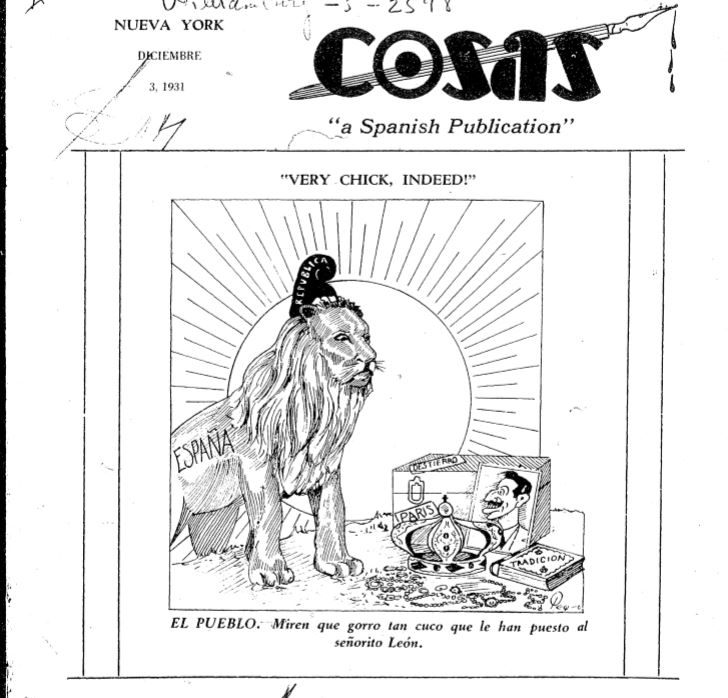 NUEVA YORK
DICIEMBRE
3, 1931
COSAS
"a Spanish Publication"
"VERY CHICK, INDEED!"
REPUBLICA
ESPAÑA
DESTIERRO
PARIS
TRADICION
EL PUEBLO. Miren que gorro tan cuco que le han puesto al
señorito León.